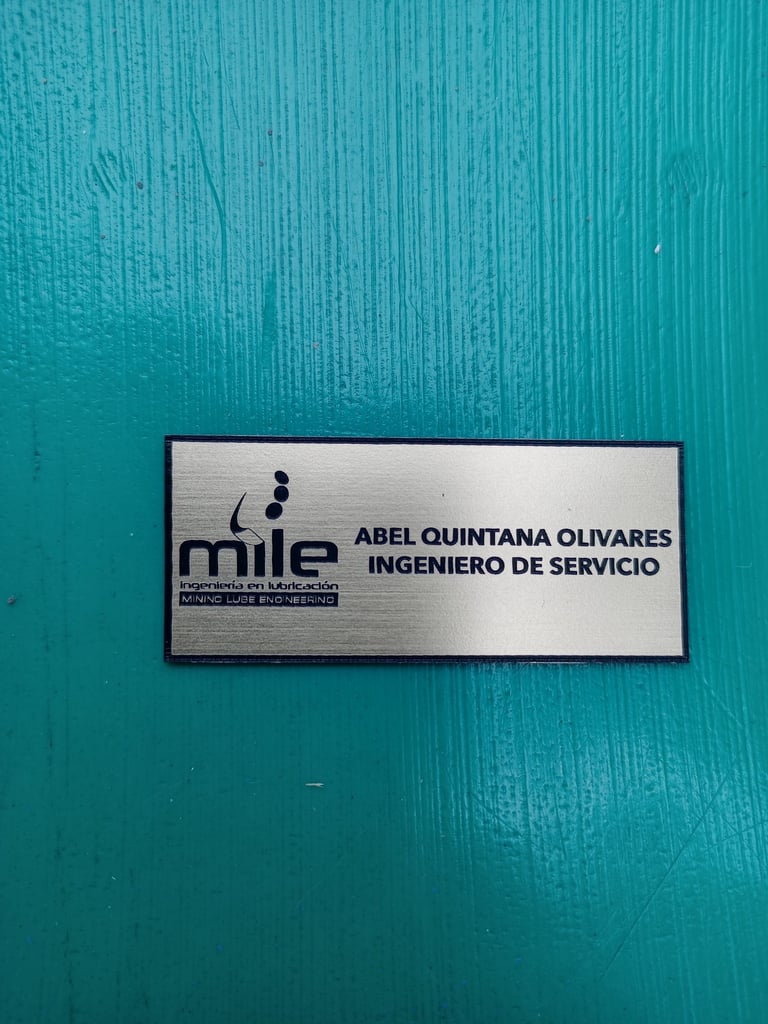 mile
ingeniería en lubricación
MINING LUBE ENGINEERING
ABEL QUINTANA OLIVARES
INGENIERO DE SERVICIO